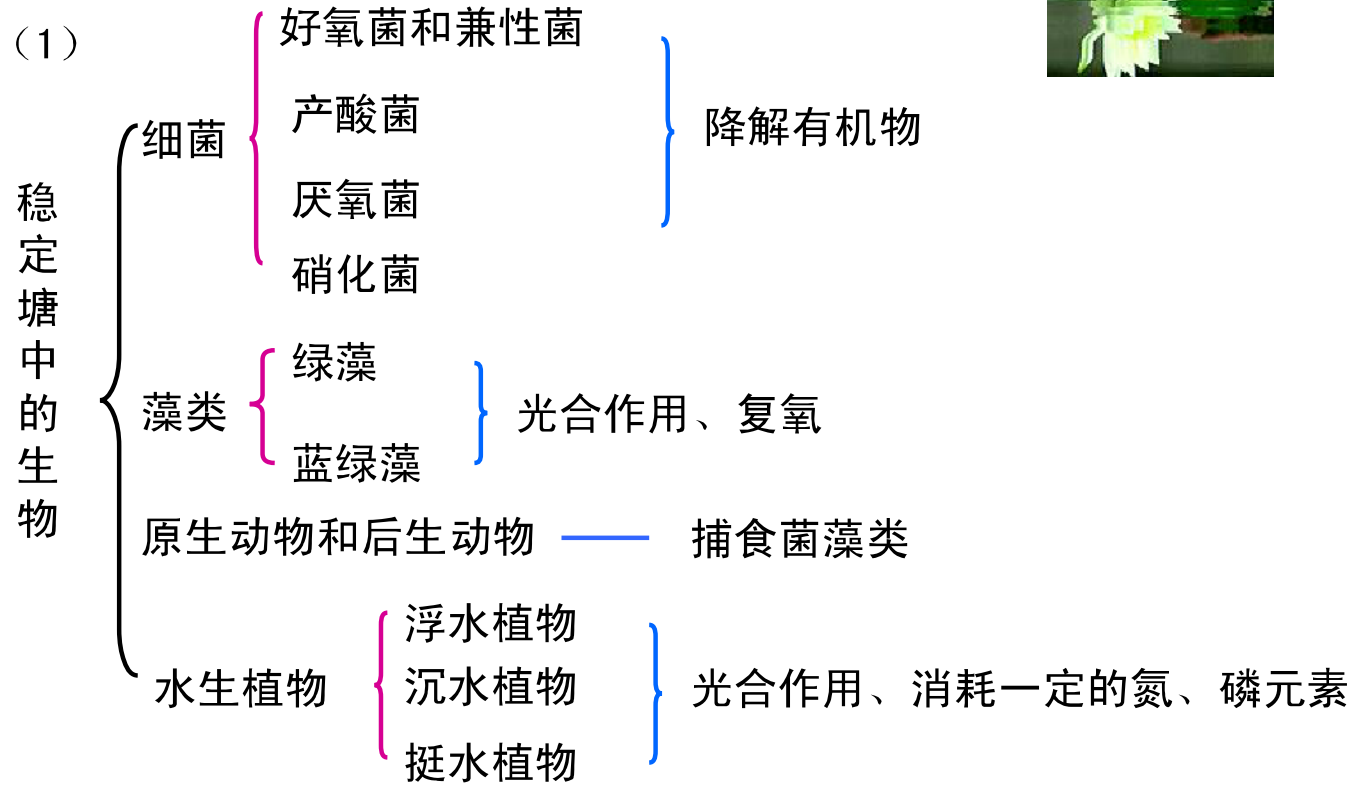 （1）
稳定塘中的生物
细菌
好氧菌和兼性菌
产酸菌
厌氧菌
硝化菌
降解有机物
藻类
绿藻
蓝绿藻
光合作用、复氧
原生动物和后生动物
捕食菌藻类
水生植物
浮水植物
沉水植物
挺水植物
光合作用、消耗一定的氮、磷元素